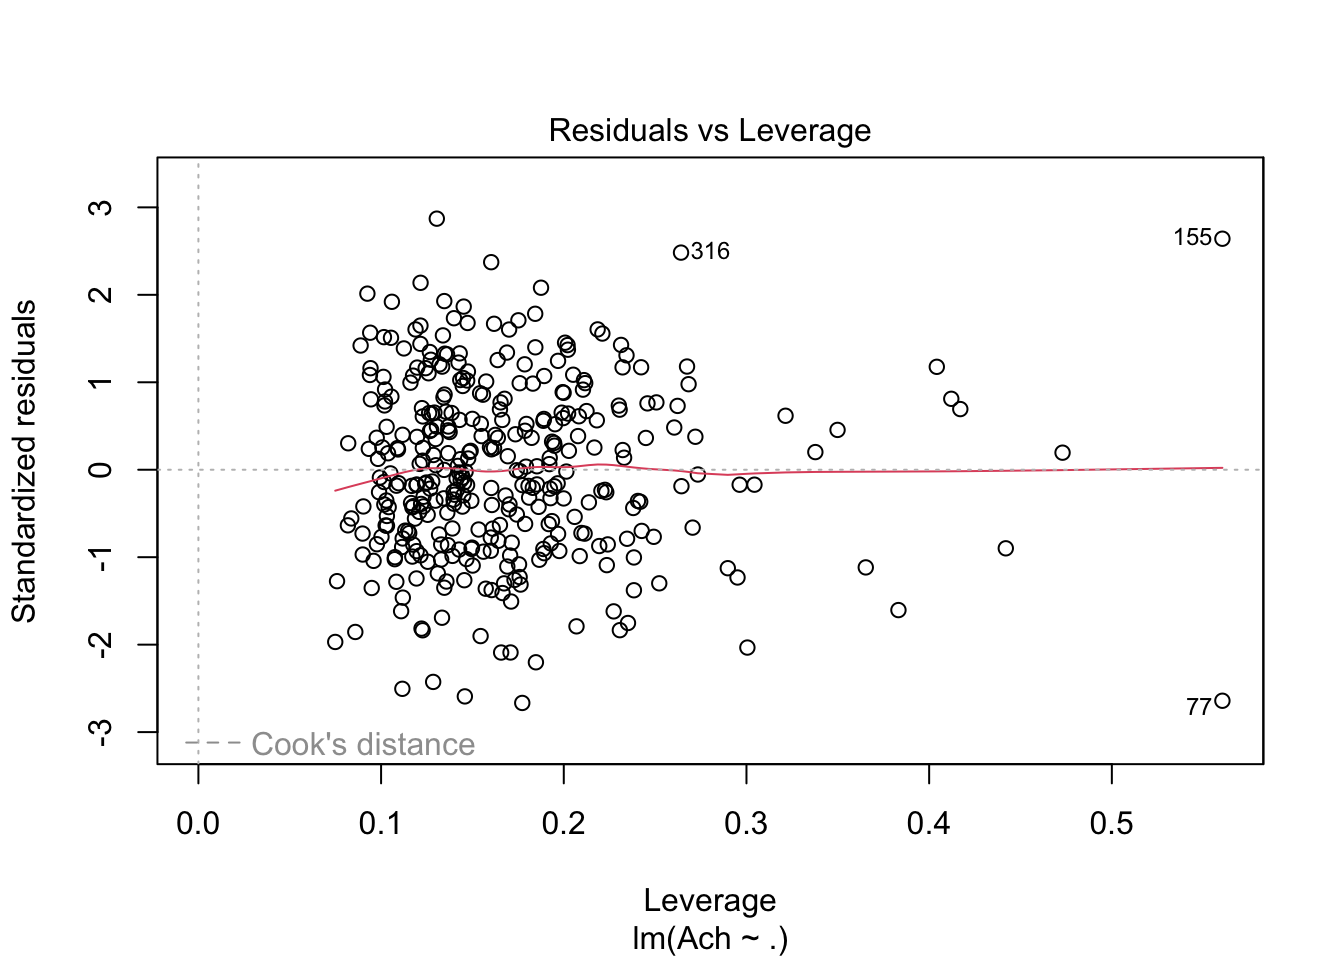 Residuals vs Leverage
Standardized residuals
3
2
1
0
-1
-2
-3
316
155
77
Cook's distance
0.0 0.1 0.2 0.3 0.4 0.5
Leverage
lm(Ach ~ .)